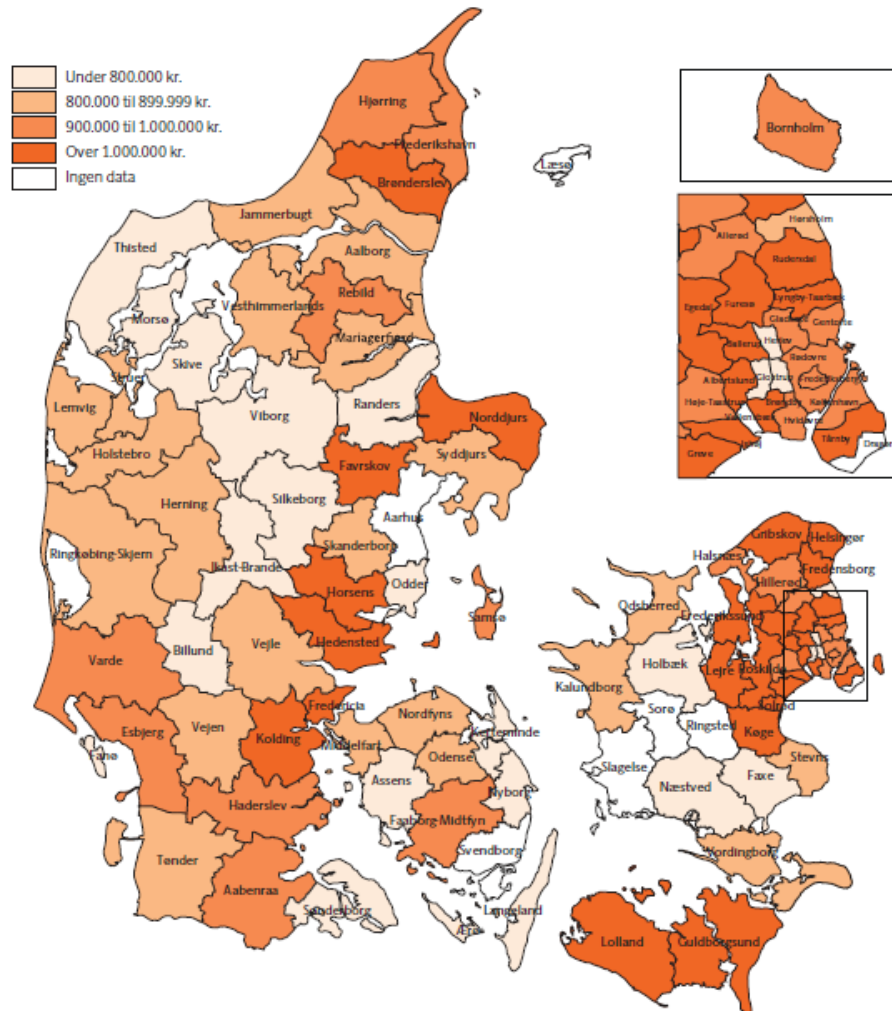 Under 800.000 kr.
800.000 til 899.999 kr.
900.000 til 1.000.000 kr.
Over 1.000.000 kr.
Ingen data
Hjørring
Frederikshavn
Læsø
Brønderslev
Jammerbugt
Thisted
Aalborg
Vesthimmerlands
Rebild
Morsø
Mariagerfjord
Skive
Struer
Lemvig
Viborg
Randers
Norddjurs
Holstebro
Favrskov
Syddjurs
Herning
Silkeborg
Aarhus
Skanderborg
Ringkøbing-Skjern
Ikast-Brande
Horsens
Odder
Samsø
Hedensted
Billund
Vejle
Varde
Fredericia
Esbjerg
Vejen
Kolding
Fanø
Middelfart
Nordfyns
Kerteminde
Odense
Assens
Nyborg
Haderslev
Faaborg-Midtfyn
Svendborg
Tønder
Aabenraa
Sønderborg
Ærø
Langeland
Bornholm
Hørsholm
Allerød
Rudersdal
Egedal
Furesø
Lyngby-Taarbæk
Gladsaxe
Gentofte
Ballerup
Herlev
Rødovre
Albertslund
Glostrup
Frederiksberg
Høje-Taastrup
Brøndby
København
Vallensbæk
Hvidovre
Greve
Ishøj
Tårnby
Dragør
Gribskov
Helsingør
Halsnæs
Fredensborg
Hillerød
Odsherred
Frederikssund
Holbæk
Lejre
Roskilde
Kalundborg
Sorø
Solrød
Ringsted
Køge
Slagelse
Stevns
Næstved
Faxe
Vordingborg
Lolland
Guldborgsund